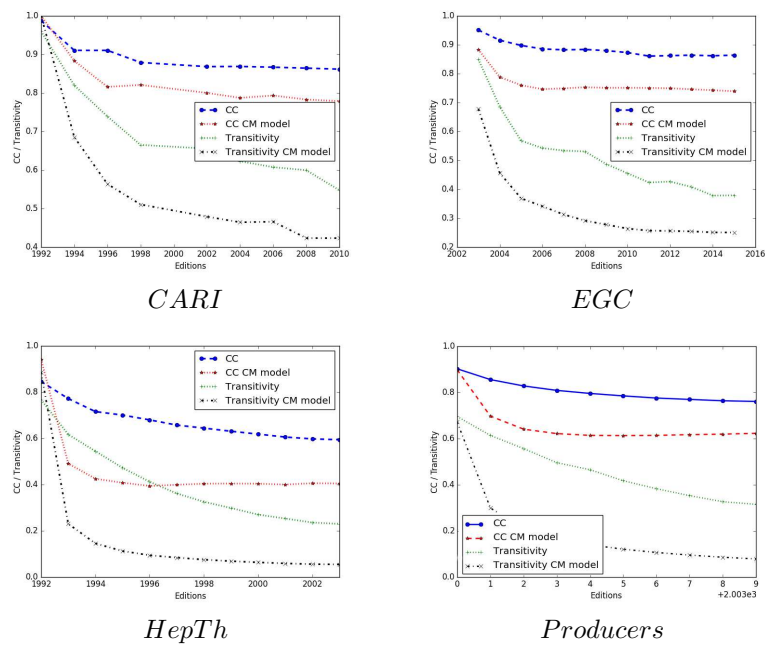 1.0
0.9
0.8
0.7
0.6
0.5
0.4
CC / Transitivity
CC
CC CM model
Transitivity
Transitivity CM model
1992 1994 1996 1998 2000 2002 2004 2006 2008 2010
Editions
CARI
1.0
0.9
0.8
0.7
0.6
0.5
0.4
0.3
0.2
CC / Transitivity
CC
CC CM model
Transitivity
Transitivity CM model
2002 2004 2006 2008 2010 2012 2014 2016
Editions
EGC
1.0
0.8
0.6
0.4
0.2
0.0
CC / Transitivity
CC
CC CM model
Transitivity
Transitivity CM model
1992 1994 1996 1998 2000 2002
Editions
HepTh
1.0
0.8
0.6
0.4
0.2
0.0
CC / Transitivity
CC
CC CM model
Transitivity
Transitivity CM model
0 1 2 3 4 5 6 7 8 9
Editions
+2.003e3
Producers